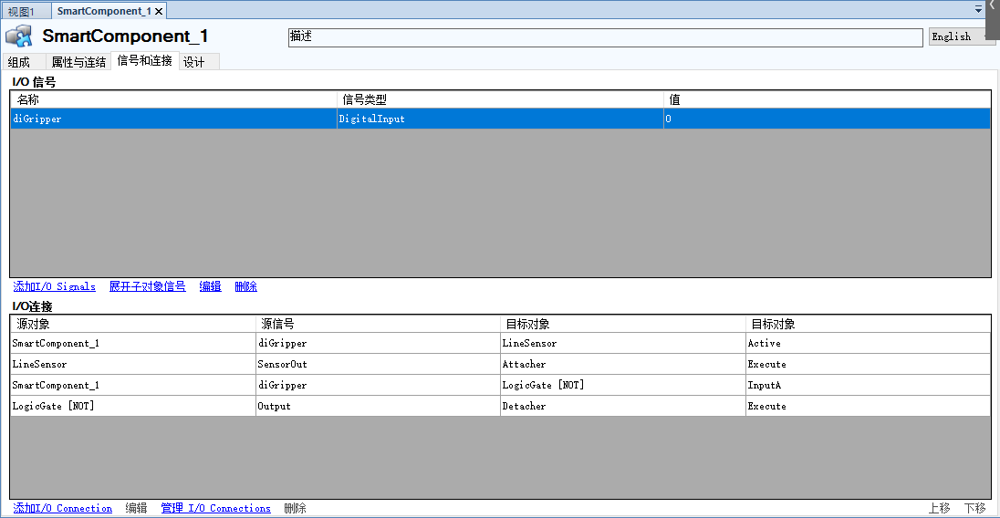 视图1 SmartComponent_1
SmartComponent_1 描述 English
组成 属性与连结 信号和连接 设计
I/O 信号
名称 信号类型 值
diGripper DigitalInput 0
添加I/O Signals 展开子对象信号 编辑 删除
I/O连接
源对象 源信号 目标对象 目标对象
SmartComponent_1 diGripper LineSensor Active
LineSensor SensorOut Attacher Execute
SmartComponent_1 diGripper LogicGate [NOT] InputA
LogicGate [NOT] Output Detacher Execute
添加I/O Connection 编辑 管理 I/O Connections 删除 上移 下移